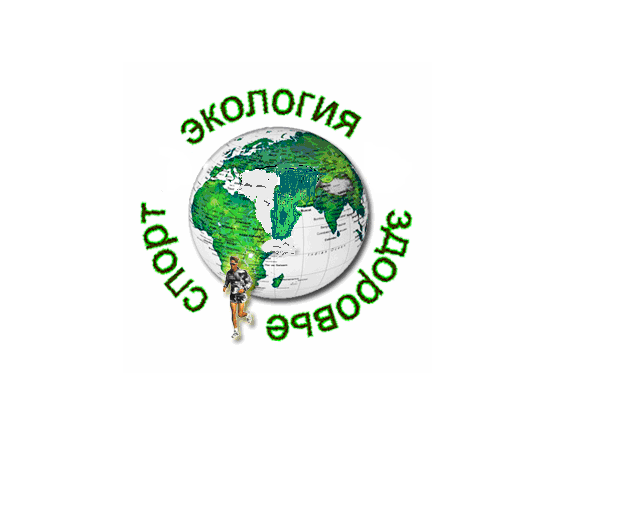 экология
здоровье
спорт